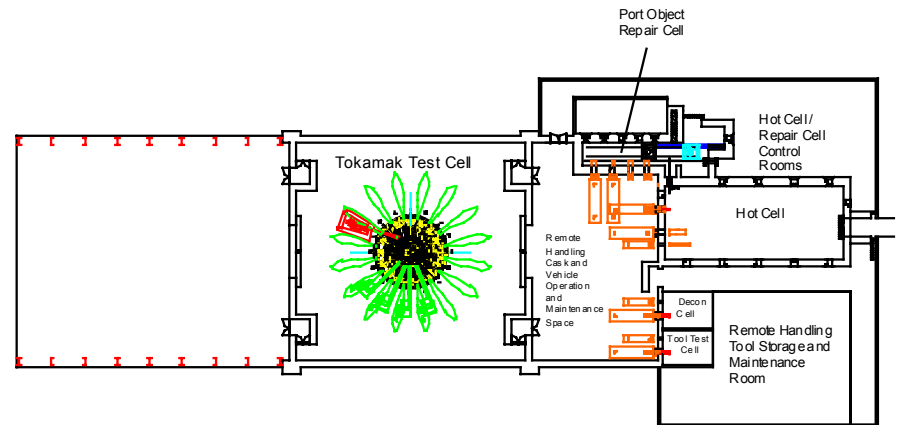 Port Object
Repair Cell
Hot Cell/
Repair Cell
Control
Rooms
Tokamak Test Cell
Hot Cell
Remote
Handling
Cask and
Vehicle
Operation
and
Maintenance
Space
Decon
Cell
Tool Test
Cell
Remote Handling
Tool Storage and
Maintenance
Room